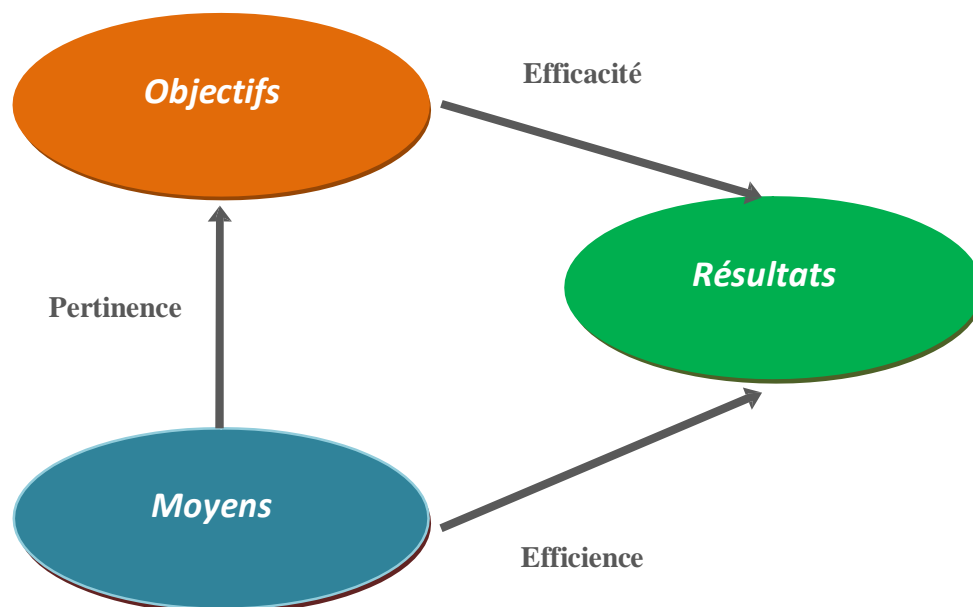 Efficacité
Objectifs
Résultats
Pertinence
Moyens
Efficience